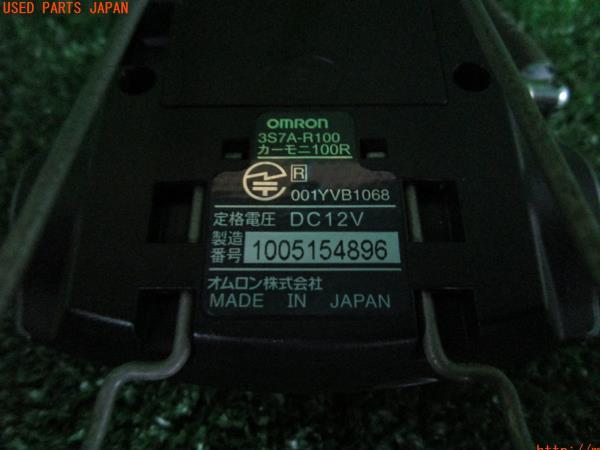 USED PARTS JAPAN
OMRON
3S7A-R100
カーモニ100R
R 001YVB1068
定格電圧 DC12V
製造番号 1005154896
オムロン株式会社
MADE IN JAPAN